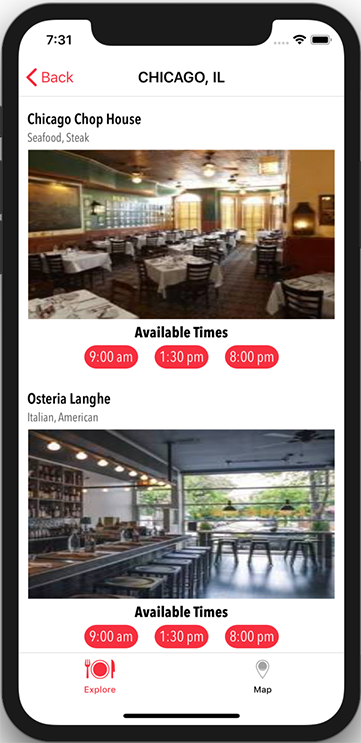 7:31
Back
CHICAGO, IL
Chicago Chop House
Seafood, Steak
Available Times
9:00 am 1:30 pm 8:00 pm
Osteria Langhe
Italian, American
Available Times
9:00 am 1:30 pm 8:00 pm
Explore Map